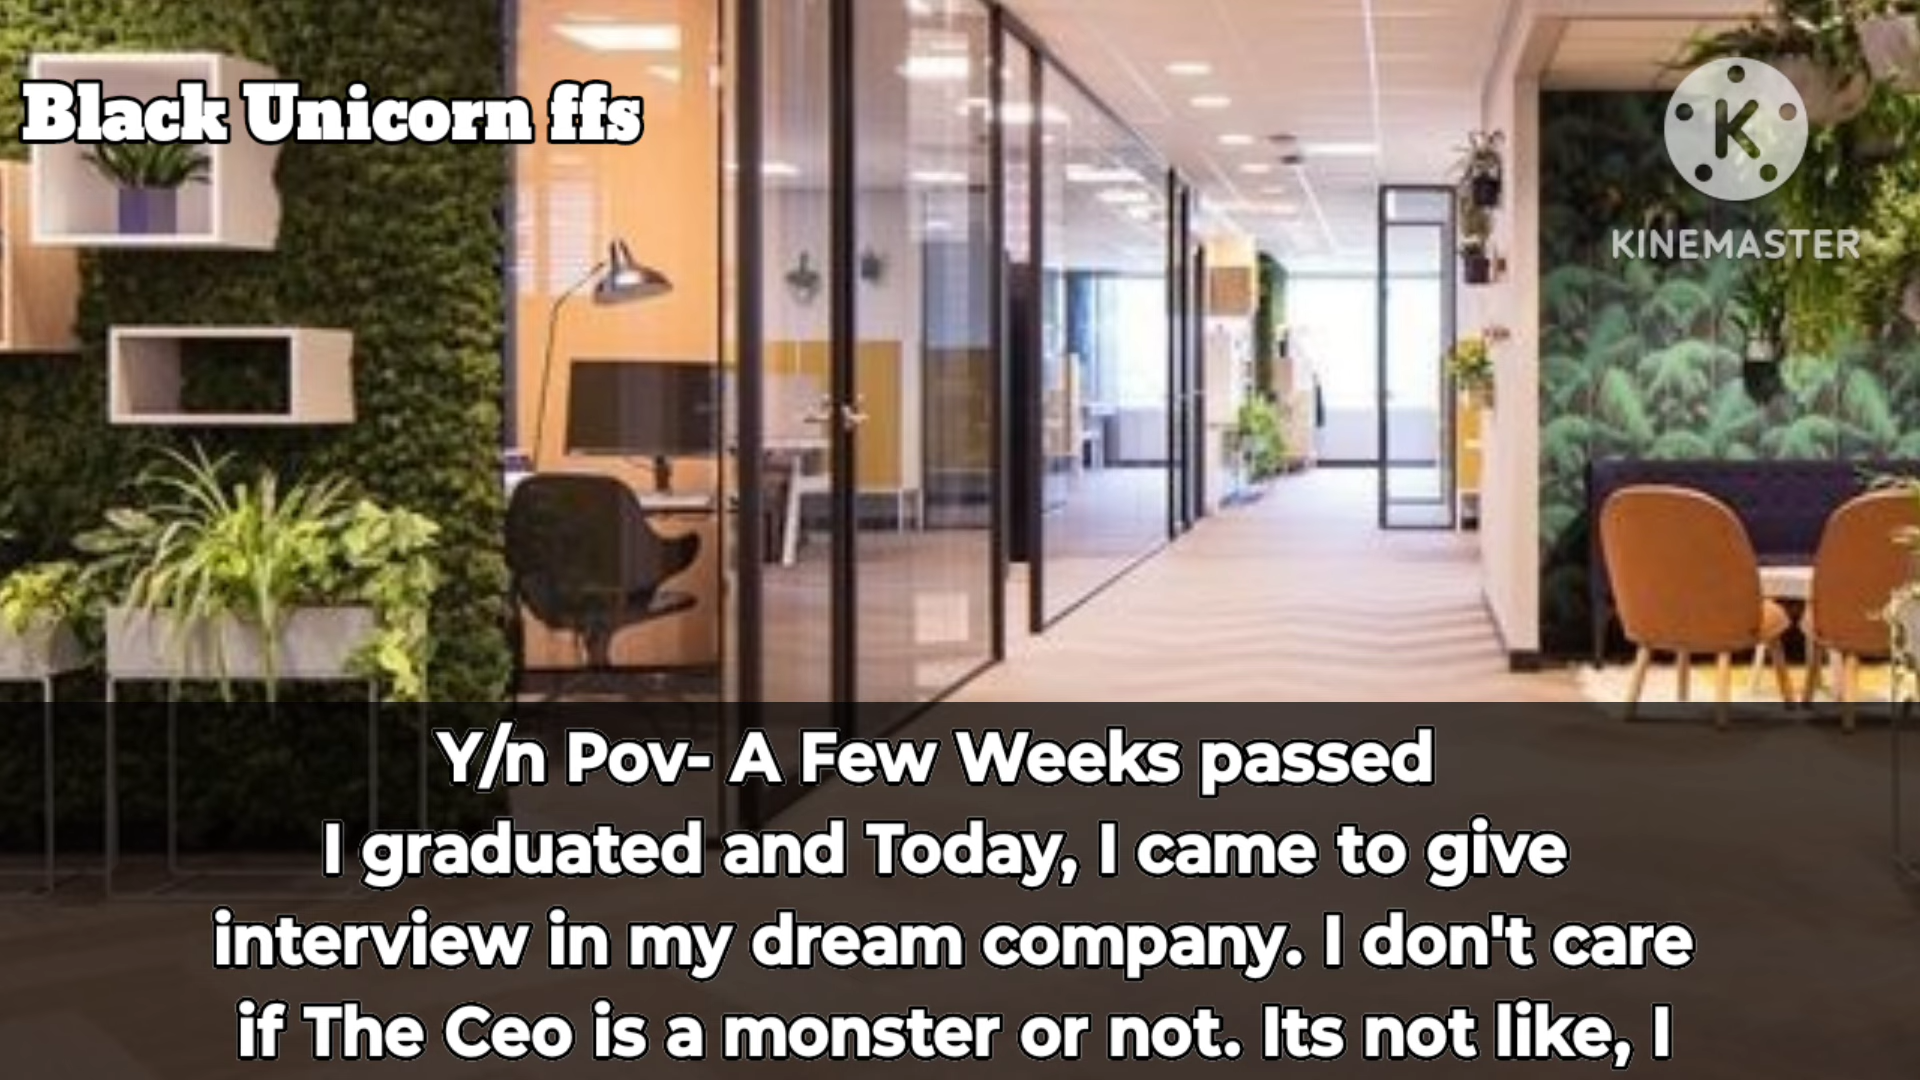 Black Unicorn ffs
K
KINEMASTER
Y/n Pov- A Few Weeks passed
I graduated and Today, I came to give
interview in my dream company. I don't care
if The Ceo is a monster or not. Its not like, I